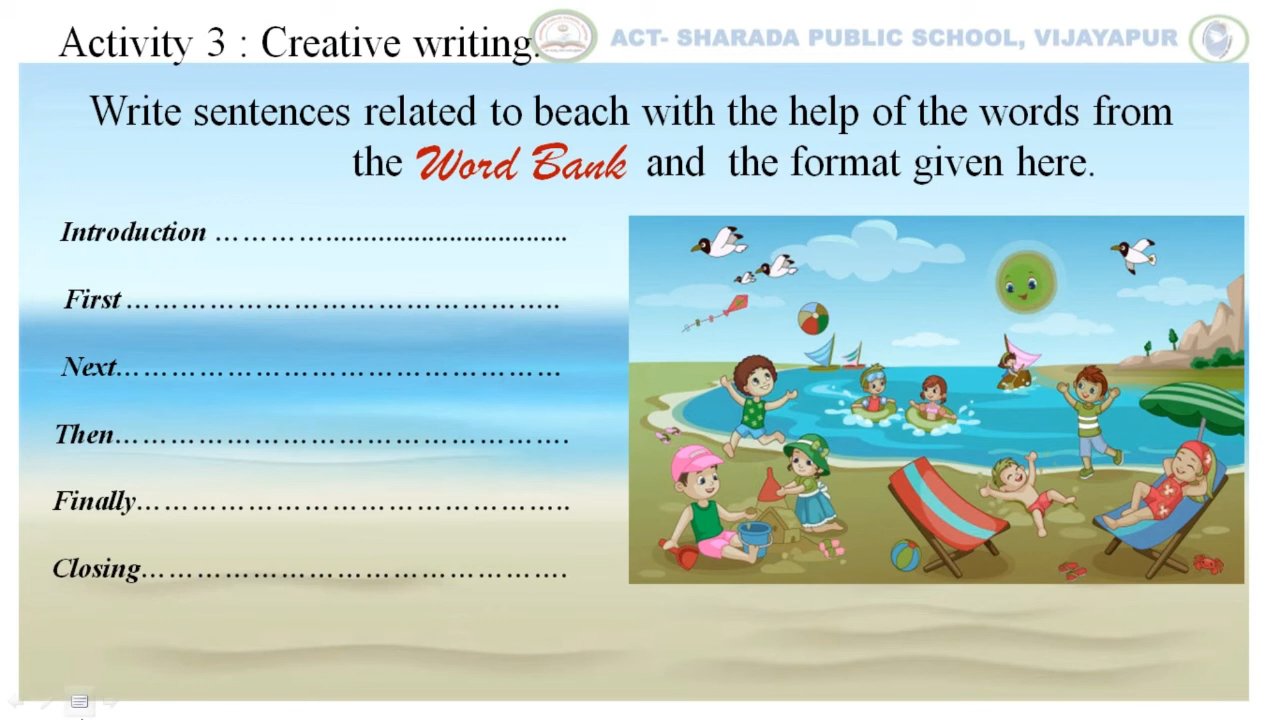 Activity 3 : Creative writing.
ACT- SHARADA PUBLIC SCHOOL, VIJAYAPUR
Write sentences related to beach with the help of the words from
the Word Bank and the format given here.
Introduction …………...................................
First ………………………………………..
Next…………………………………………
Then………………………………………….
Finally………………………………………..
Closing……………………………………….